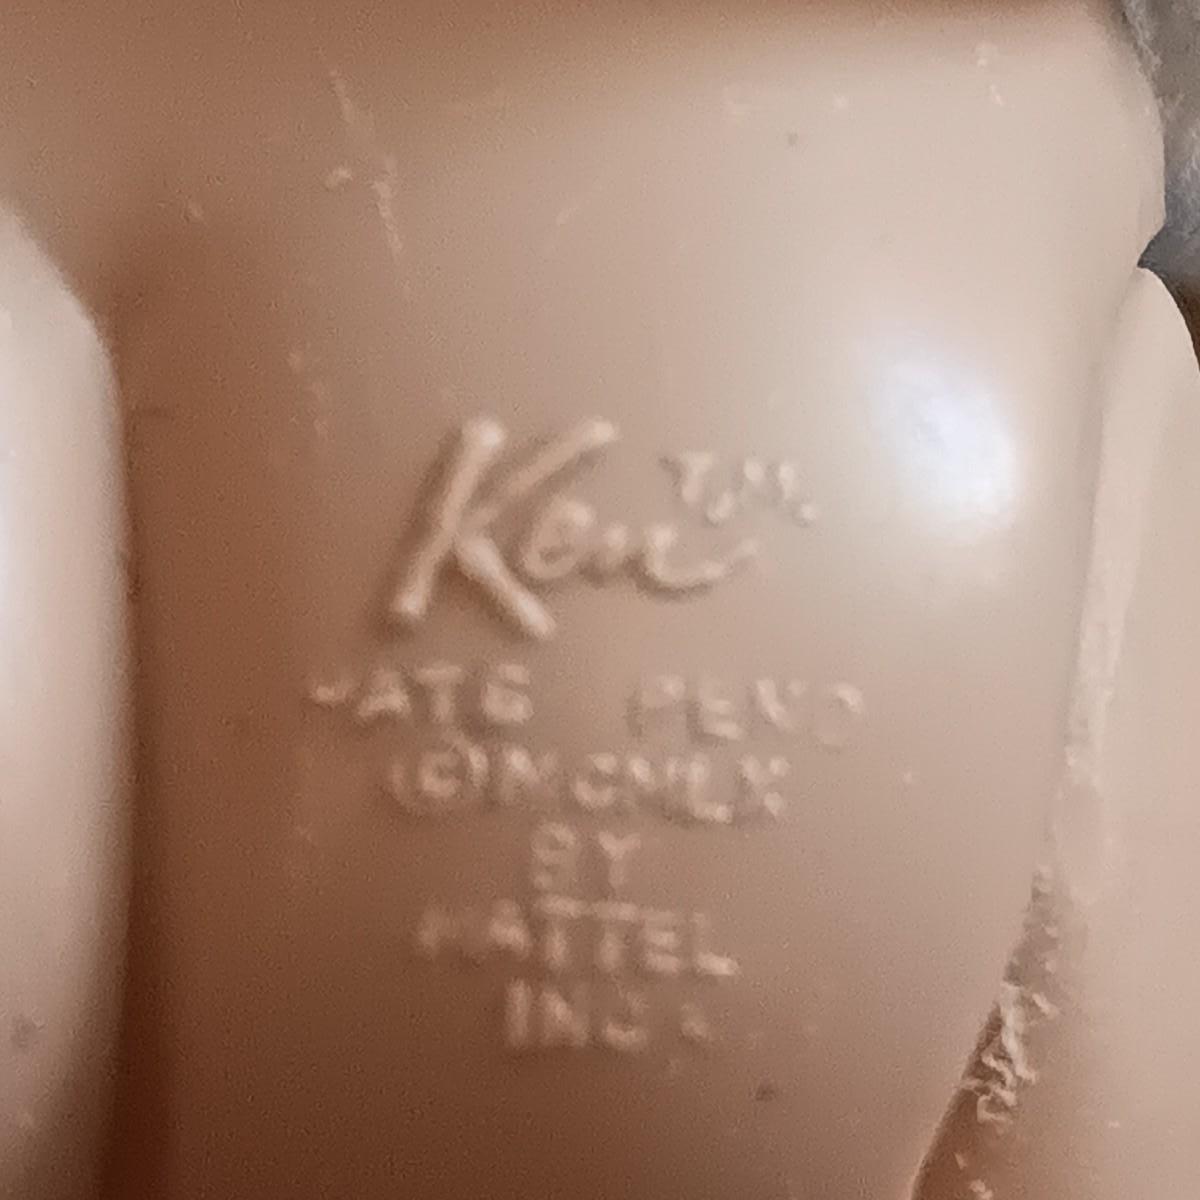 Ken T.M.
PATS PEND
©MCMLX
BY
MATTEL
INC.